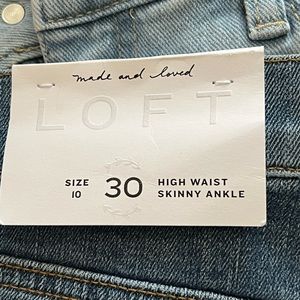 made and loved
LOFT
SIZE 10
30
HIGH WAIST
SKINNY ANKLE